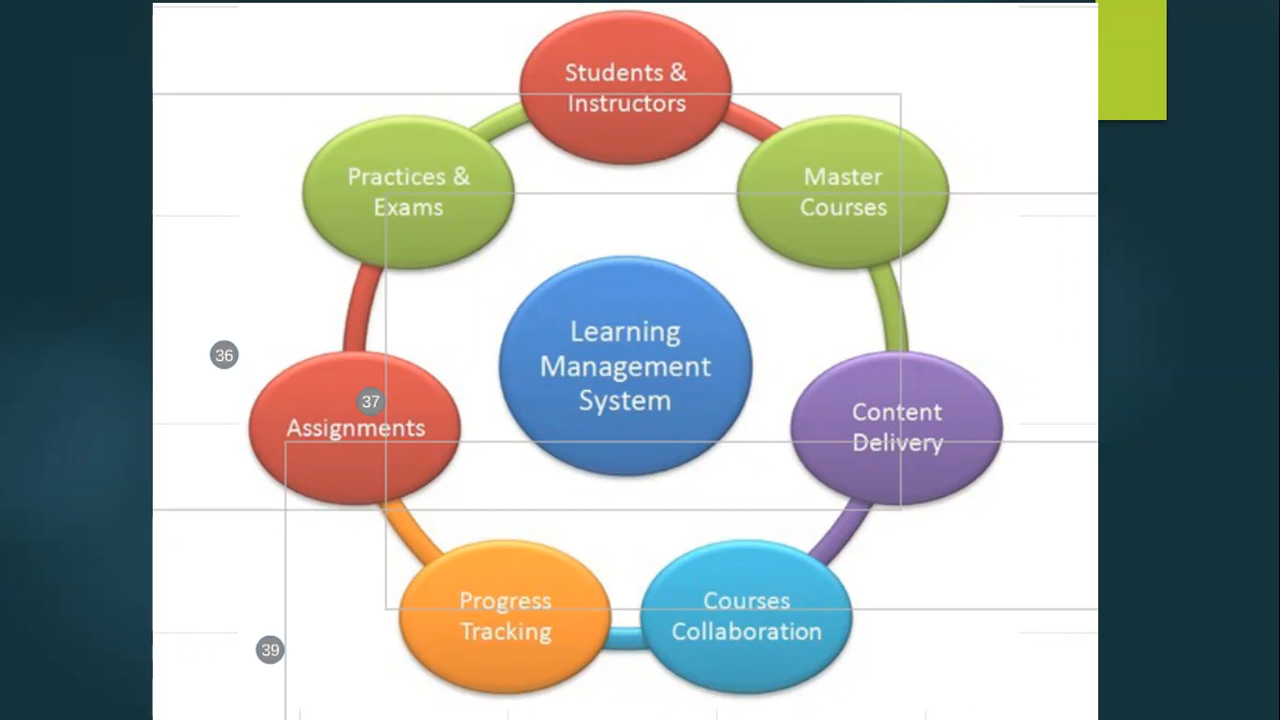 Students &
Instructors
Practices &
Exams
Master
Courses
Learning
Management
System
36
37
Assignments
Content
Delivery
Progress
Tracking
Courses
Collaboration
39